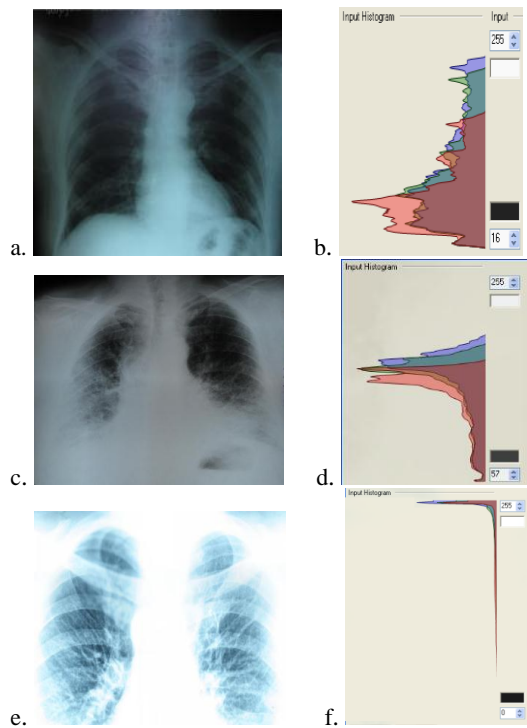 Input Histogram Input
255
16
a. b.
Input Histogram
255
57
c. d.
Input Histogram
255
0
e. f.